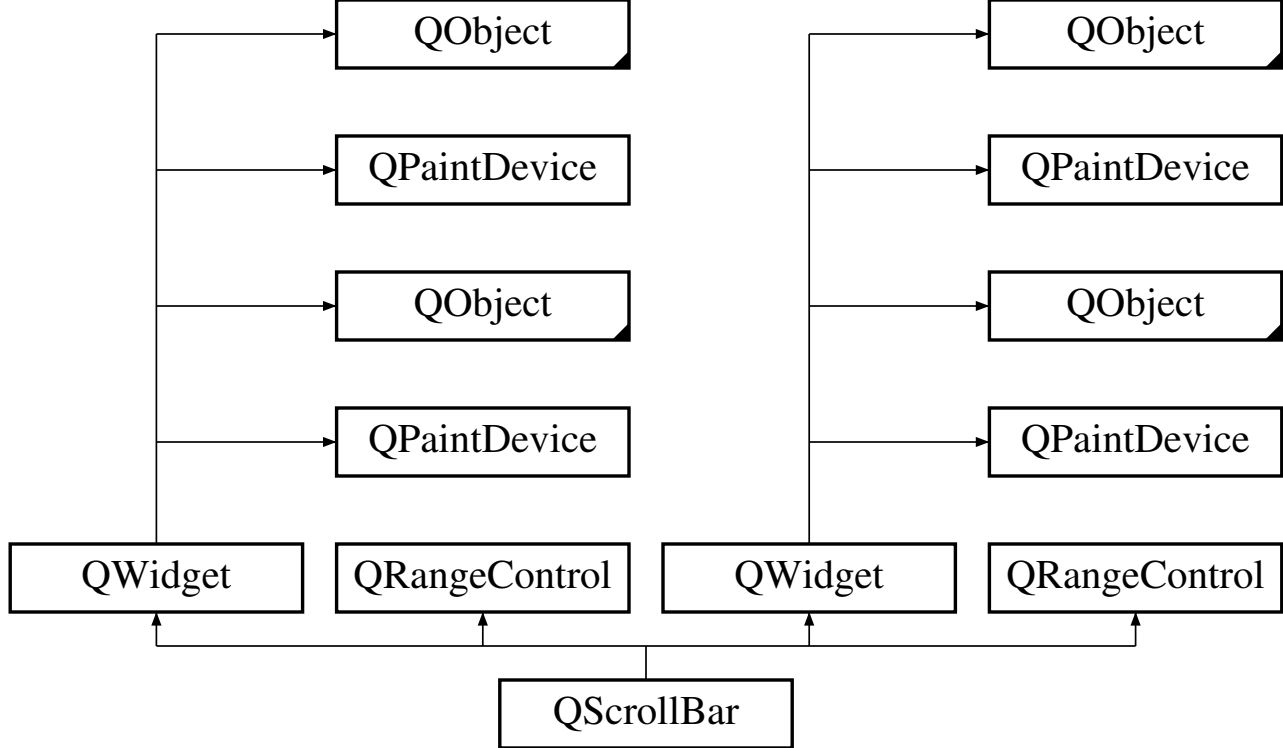 QObject QObject
QPaintDevice QPaintDevice
QObject QObject
QPaintDevice QPaintDevice
QWidget QRangeControl QWidget QRangeControl
QScrollBar